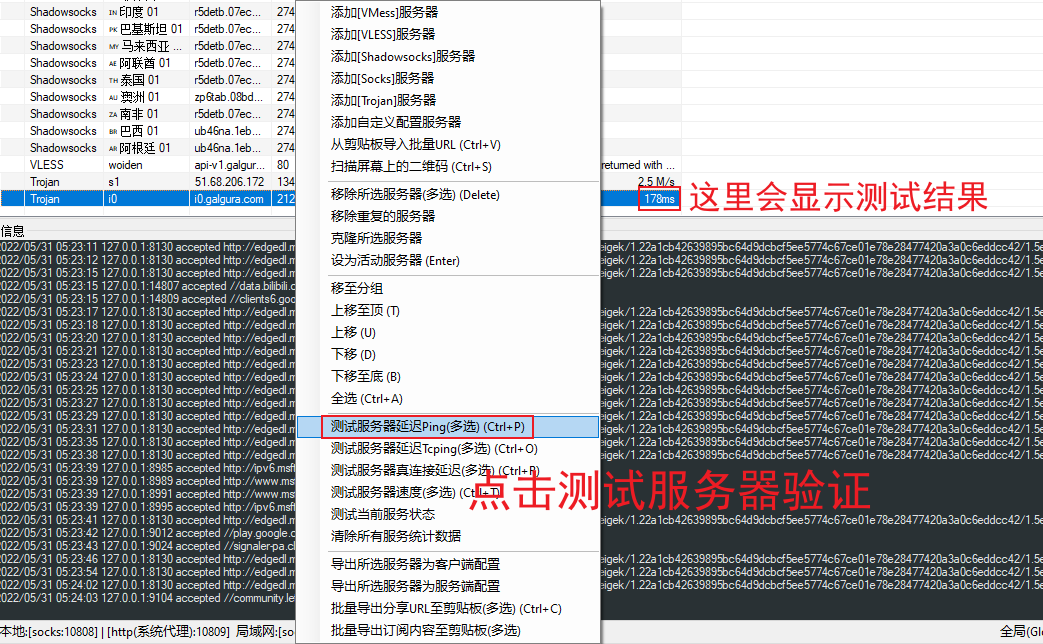 Shadowsocks IN 印度 01 r5detb.07ec... 274
Shadowsocks PK 巴基斯坦 01 r5detb.07ec... 274
Shadowsocks MY 马来西亚 ... r5detb.07ec... 274
Shadowsocks AE 阿联酋 01 r5detb.07ec... 274
Shadowsocks TH 泰国 01 r5detb.07ec... 274
Shadowsocks AU 澳洲 01 zp6tab.08bd... 274
Shadowsocks ZA 南非 01 r5detb.07ec... 274
Shadowsocks BR 巴西 01 ub46na.1eb... 274
Shadowsocks AR 阿根廷 01 ub46na.1eb... 274
VLESS woiden api-v1.galgur... 80 returned with ...
Trojan s1 51.68.206.172 134 2.5 M/s
Trojan i0 i0.galgura.com 212 178ms
这里会显示测试结果
添加[VMess]服务器
添加[VLESS]服务器
添加[Shadowsocks]服务器
添加[Socks]服务器
添加[Trojan]服务器
添加自定义配置服务器
从剪贴板导入批量URL (Ctrl+V)
扫描屏幕上的二维码 (Ctrl+S)
移除所选服务器(多选) (Delete)
移除重复的服务器
克隆所选服务器
设为活动服务器 (Enter)
移至分组
上移至顶 (T)
上移 (U)
下移 (D)
下移至底 (B)
全选 (Ctrl+A)
测试服务器延迟Ping(多选) (Ctrl+P)
测试服务器延迟Tcping(多选) (Ctrl+O)
测试服务器真连接延迟(多选) (Ctrl+R)
测试服务器速度(多选) (Ctrl+T)
测试当前服务状态
清除所有服务统计数据
导出所选服务器为客户端配置
导出所选服务器为服务端配置
批量导出分享URL至剪贴板(多选) (Ctrl+C)
批量导出订阅内容至剪贴板(多选)
点击测试服务器验证
信息
2022/05/31 05:23:11 127.0.0.1:8130 accepted http://edgedl.m
2022/05/31 05:23:12 127.0.0.1:8130 accepted http://edgedl.m
2022/05/31 05:23:15 127.0.0.1:8130 accepted http://edgedl.m
2022/05/31 05:23:15 127.0.0.1:14807 accepted //data.bilibili.c
2022/05/31 05:23:15 127.0.0.1:14809 accepted //clients6.goo
2022/05/31 05:23:17 127.0.0.1:8130 accepted http://edgedl.m
2022/05/31 05:23:18 127.0.0.1:8130 accepted http://edgedl.m
2022/05/31 05:23:20 127.0.0.1:8130 accepted http://edgedl.m
2022/05/31 05:23:21 127.0.0.1:8130 accepted http://edgedl.m
2022/05/31 05:23:23 127.0.0.1:8130 accepted http://edgedl.m
2022/05/31 05:23:24 127.0.0.1:8130 accepted http://edgedl.m
2022/05/31 05:23:25 127.0.0.1:8130 accepted http://edgedl.m
2022/05/31 05:23:27 127.0.0.1:8130 accepted http://edgedl.m
2022/05/31 05:23:29 127.0.0.1:8130 accepted http://edgedl.m
2022/05/31 05:23:31 127.0.0.1:8130 accepted http://edgedl.m
2022/05/31 05:23:35 127.0.0.1:8130 accepted http://edgedl.m
2022/05/31 05:23:38 127.0.0.1:8130 accepted http://edgedl.m
2022/05/31 05:23:39 127.0.0.1:8985 accepted http://ipv6.msft
2022/05/31 05:23:39 127.0.0.1:8989 accepted http://www.ms
2022/05/31 05:23:39 127.0.0.1:8991 accepted http://www.ms
2022/05/31 05:23:39 127.0.0.1:8995 accepted http://ipv6.msft
2022/05/31 05:23:41 127.0.0.1:8130 accepted http://edgedl.m
2022/05/31 05:23:42 127.0.0.1:9012 accepted //play.google.c
2022/05/31 05:23:43 127.0.0.1:9024 accepted //signaler-pa.cl
2022/05/31 05:23:46 127.0.0.1:8130 accepted http://edgedl.m
2022/05/31 05:23:54 127.0.0.1:8130 accepted http://edgedl.m
2022/05/31 05:24:02 127.0.0.1:8130 accepted http://edgedl.m
2022/05/31 05:24:03 127.0.0.1:9104 accepted //community.le
本地:[socks:10808] | [http(系统代理):10809] 局域网:[so
全局(Glo